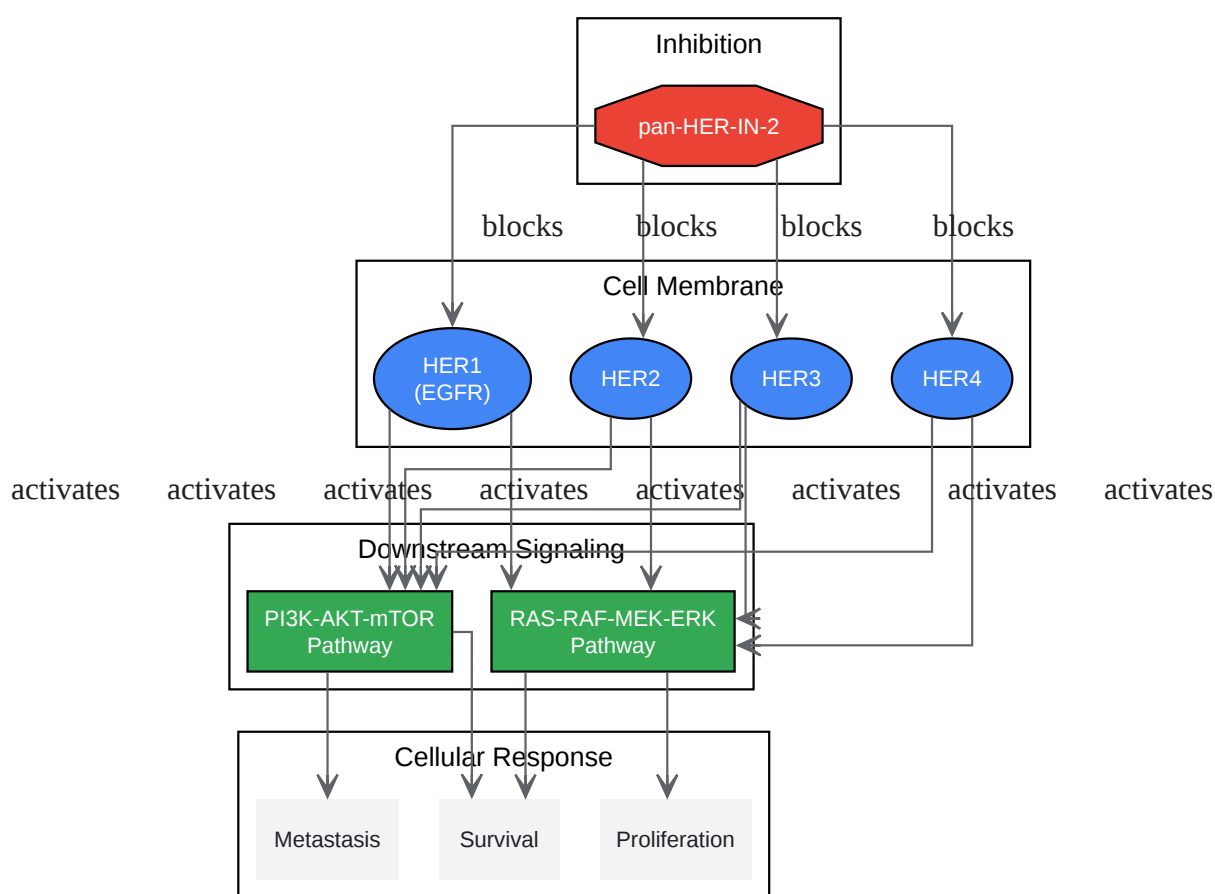 Inhibition
pan-HER-IN-2
blocks
blocks
blocks
blocks
Cell Membrane
HER1
(EGFR)
HER2
HER3
HER4
activates
activates
activates
activates
activates
activates
activates
activates
Downstream Signaling
PI3K-AKT-mTOR
Pathway
RAS-RAF-MEK-ERK
Pathway
Cellular Response
Metastasis
Survival
Proliferation